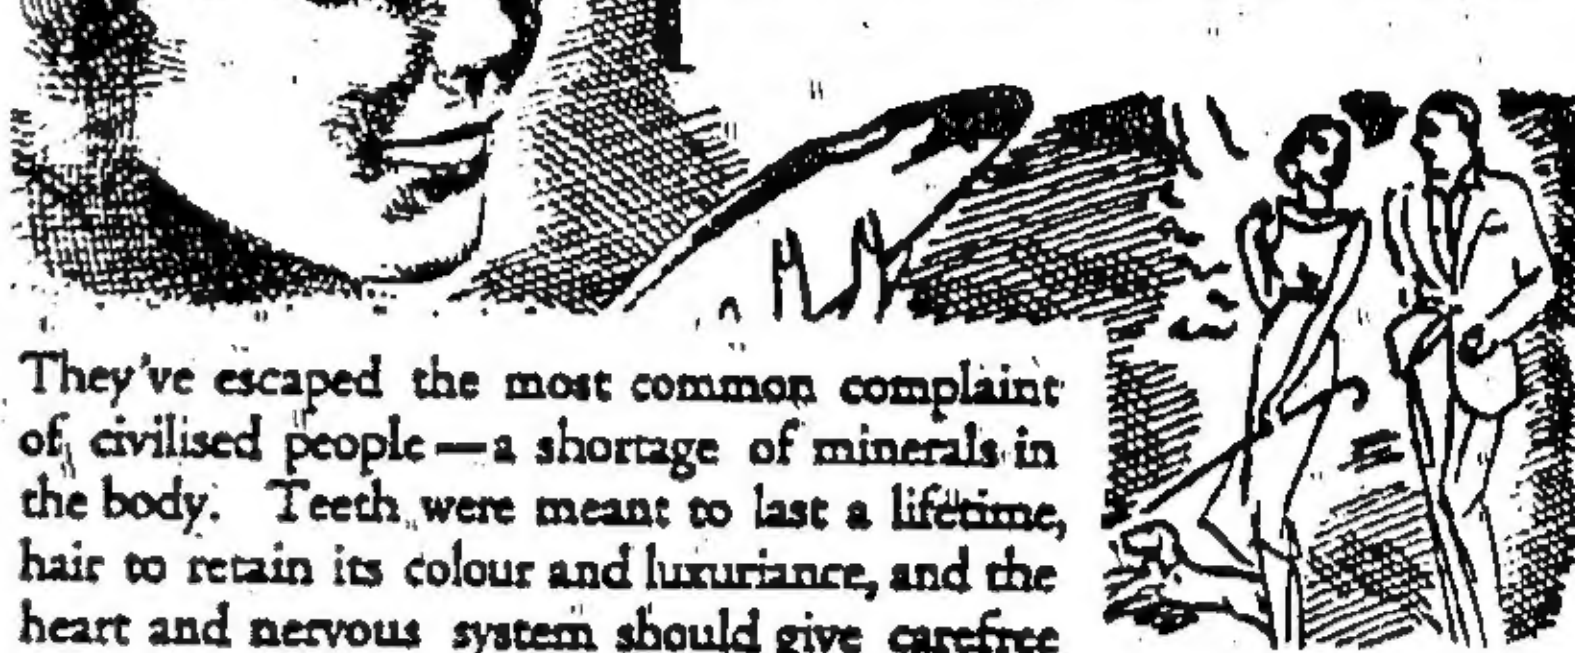 They've escaped the most common complaint
of civilised people—a shortage of minerals in
the body. Teeth were meant to last a lifetime,
hair to retain its colour and luxuriance, and the
heart and nervous system should give carefree